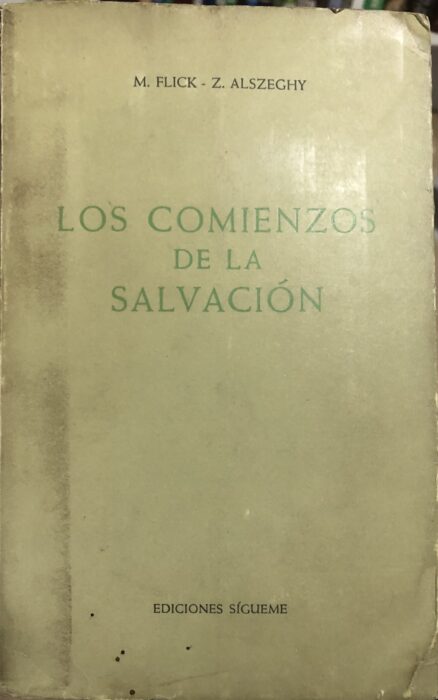 M. FLICK - Z. ALSZEGHY
LOS COMIENZOS
DE LA
SALVACIÓN
EDICIONES SÍGUEME